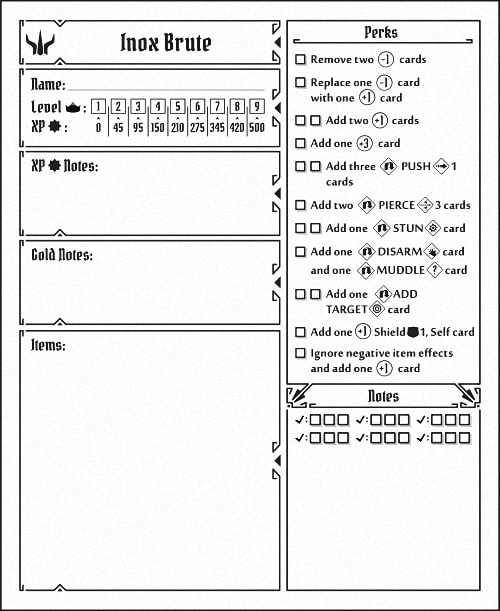 Inox Brute
Name:
Level : 1 2 3 4 5 6 7 8 9
XP : 0 45 95 150 210 275 345 420 500
XP Notes:
Gold Notes:
Items:
Perks
Remove two -1 cards
Replace one -1 card
with one +1 card
Add two +1 cards
Add one +3 card
Add three PUSH 1
cards
Add two PIERCE 3 cards
Add one STUN card
Add one DISARM card
and one MUDDLE ? card
Add one ADD
TARGET card
Add one +1 Shield 1, Self card
Ignore negative item effects
and add one +1 card
Notes
✓: ✓: ✓:
✓: ✓: ✓: